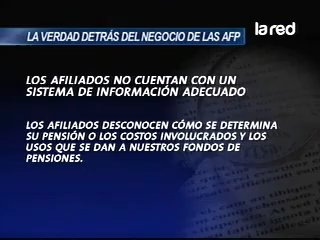 la red
LA VERDAD DETRÁS DEL NEGOCIO DE LAS AFP
LOS AFILIADOS NO CUENTAN CON UN
SISTEMA DE INFORMACIÓN ADECUADO
LOS AFILIADOS DESCONOCEN CÓMO SE DETERMINA
SU PENSIÓN O LOS COSTOS INVOLUCRADOS Y LOS
USOS QUE SE DAN A NUESTROS FONDOS DE
PENSIONES.